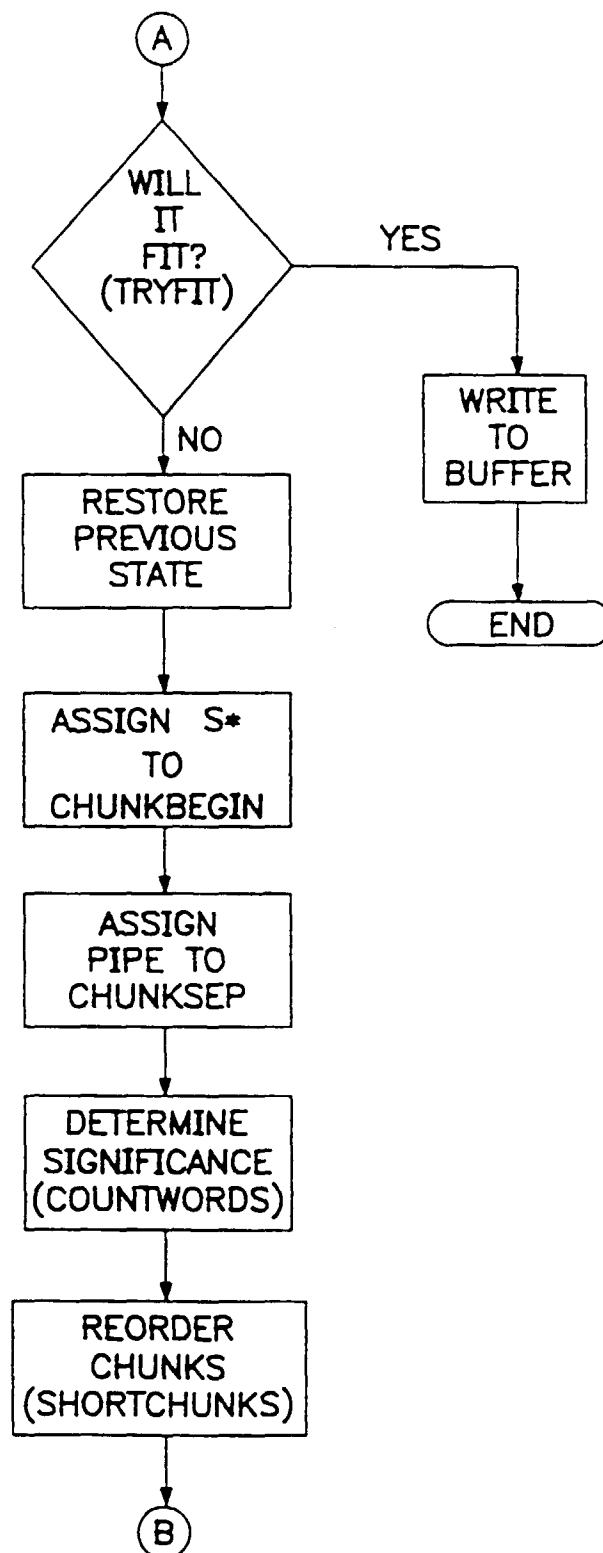 A
WILL
IT
FIT?
(TRYFIT)
YES
WRITE
TO
BUFFER
END
NO
RESTORE
PREVIOUS
STATE
ASSIGN S*
TO
CHUNKBEGIN
ASSIGN
PIPE TO
CHUNKSEP
DETERMINE
SIGNIFICANCE
(COUNTWORDS)
REORDER
CHUNKS
(SHORTCHUNKS)
B